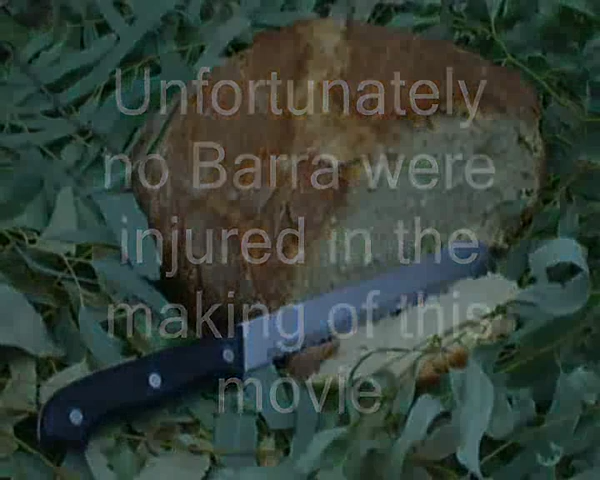 Unfortunately
no Barra were
injured in the
making of this
movie